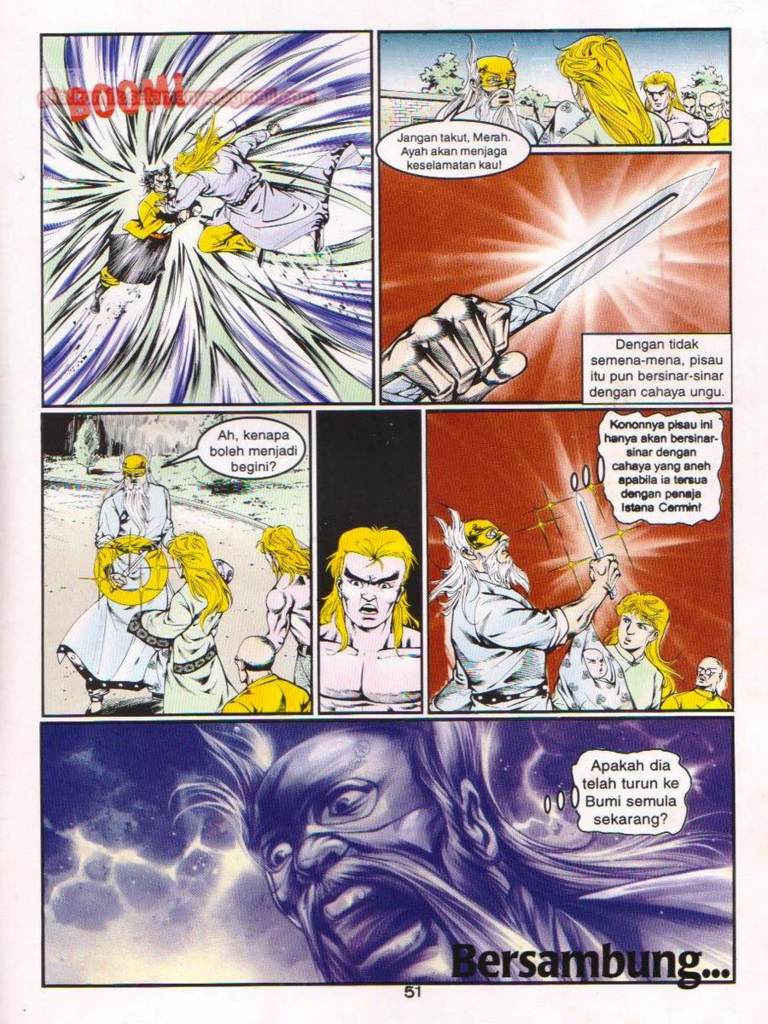 BOOM!
Jangan takut, Merah.
Ayah akan menjaga
keselamatan kau!
Dengan tidak
semena-mena, pisau
itu pun bersinar-sinar
dengan cahaya ungu.
Ah, kenapa
boleh menjadi
begini?
Kononnya pisau ini
hanya akan bersinar-
sinar dengan
cahaya yang aneh
apabila ia tersua
dengan penaja
Istana Cermin!
Apakah dia
telah turun ke
Bumi semula
sekarang?
Bersambung...
51